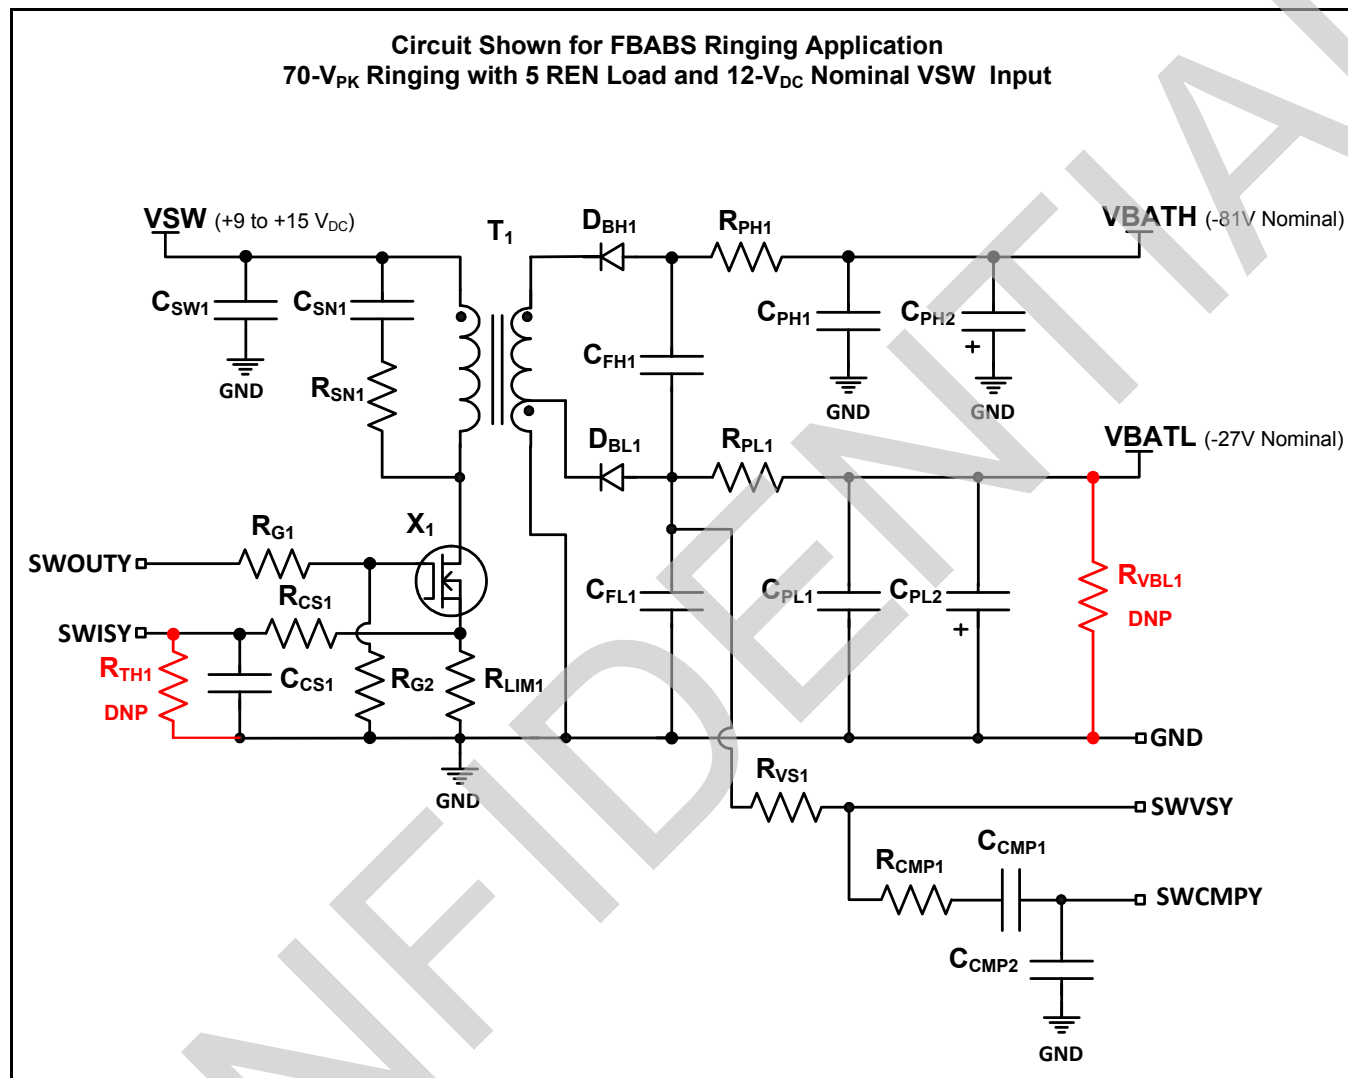 Circuit Shown for FBABS Ringing Application
70-VPK Ringing with 5 REN Load and 12-VDC Nominal VSW Input
VSW (+9 to +15 VDC)
T1
DBH1
RPH1
VBATH (-81V Nominal)
CSW1
CSN1
CPH1
CPH2
+
CFH1
GND
RSN1
GND
GND
DBL1
RPL1
VBATL (-27V Nominal)
X1
RG1
SWOUTY
RCS1
CFL1
CPL1
CPL2
+
RVBL1
DNP
SWISY
RTH1
DNP
CCS1
RG2
RLIM1
GND
GND
RVS1
SWVSY
CCMP1
RCMP1
SWCMPY
CCMP2
GND
NFIDENTIA